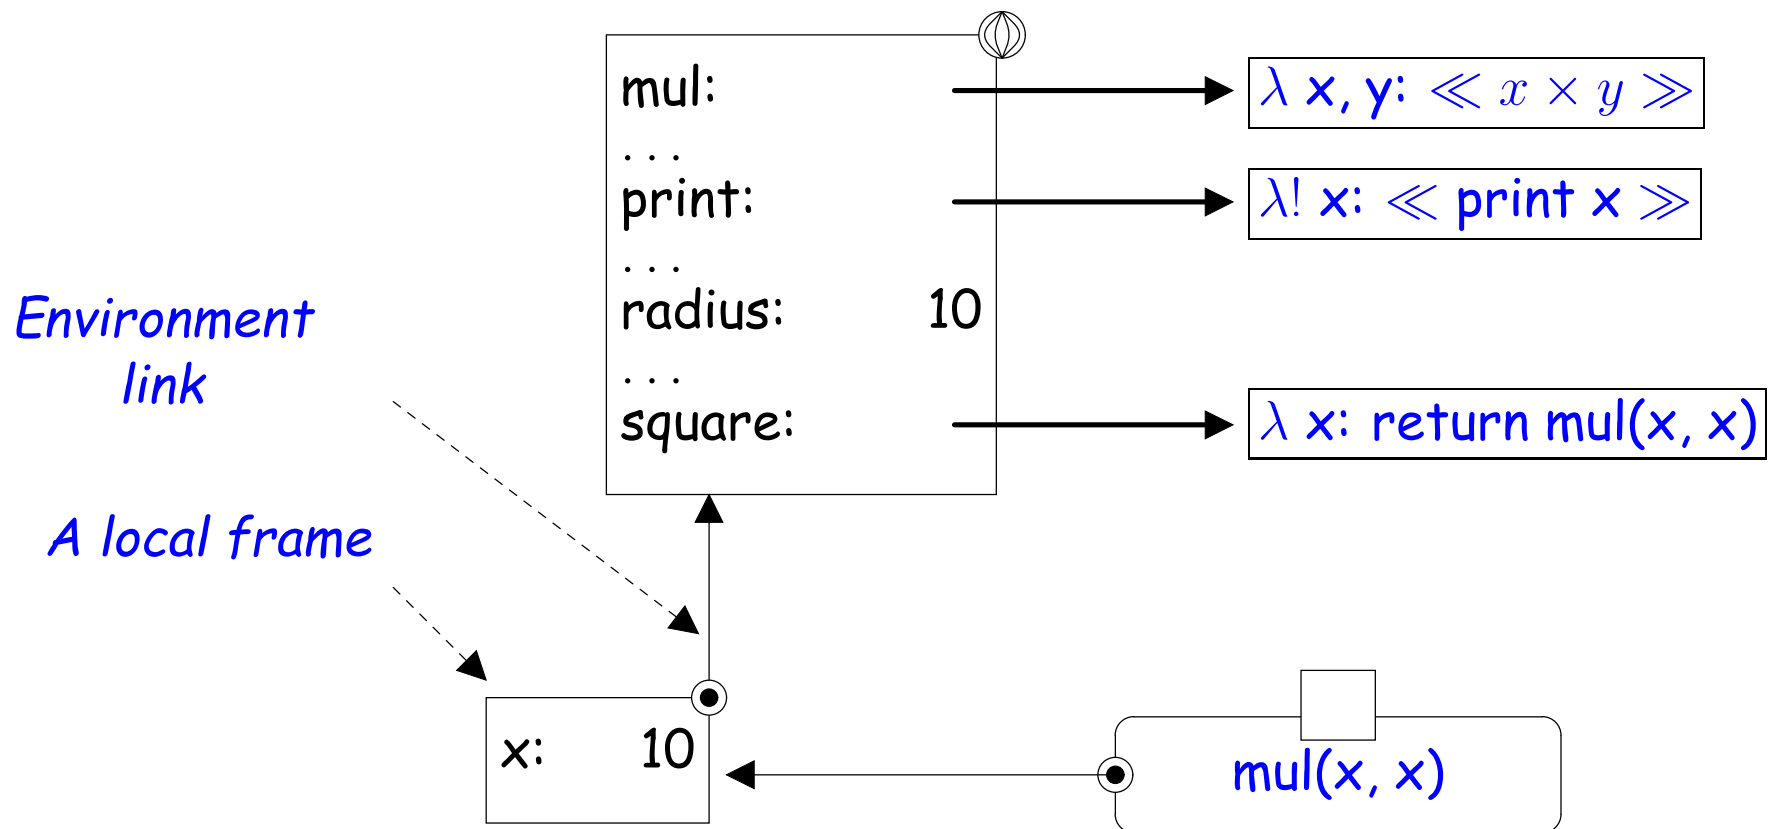 mul:
λ x, y: ≪ x × y ≫
. . .
print:
λ! x: ≪ print x ≫
. . .
radius: 10
. . .
square:
λ x: return mul(x, x)
Environment
link
A local frame
x: 10
mul(x, x)